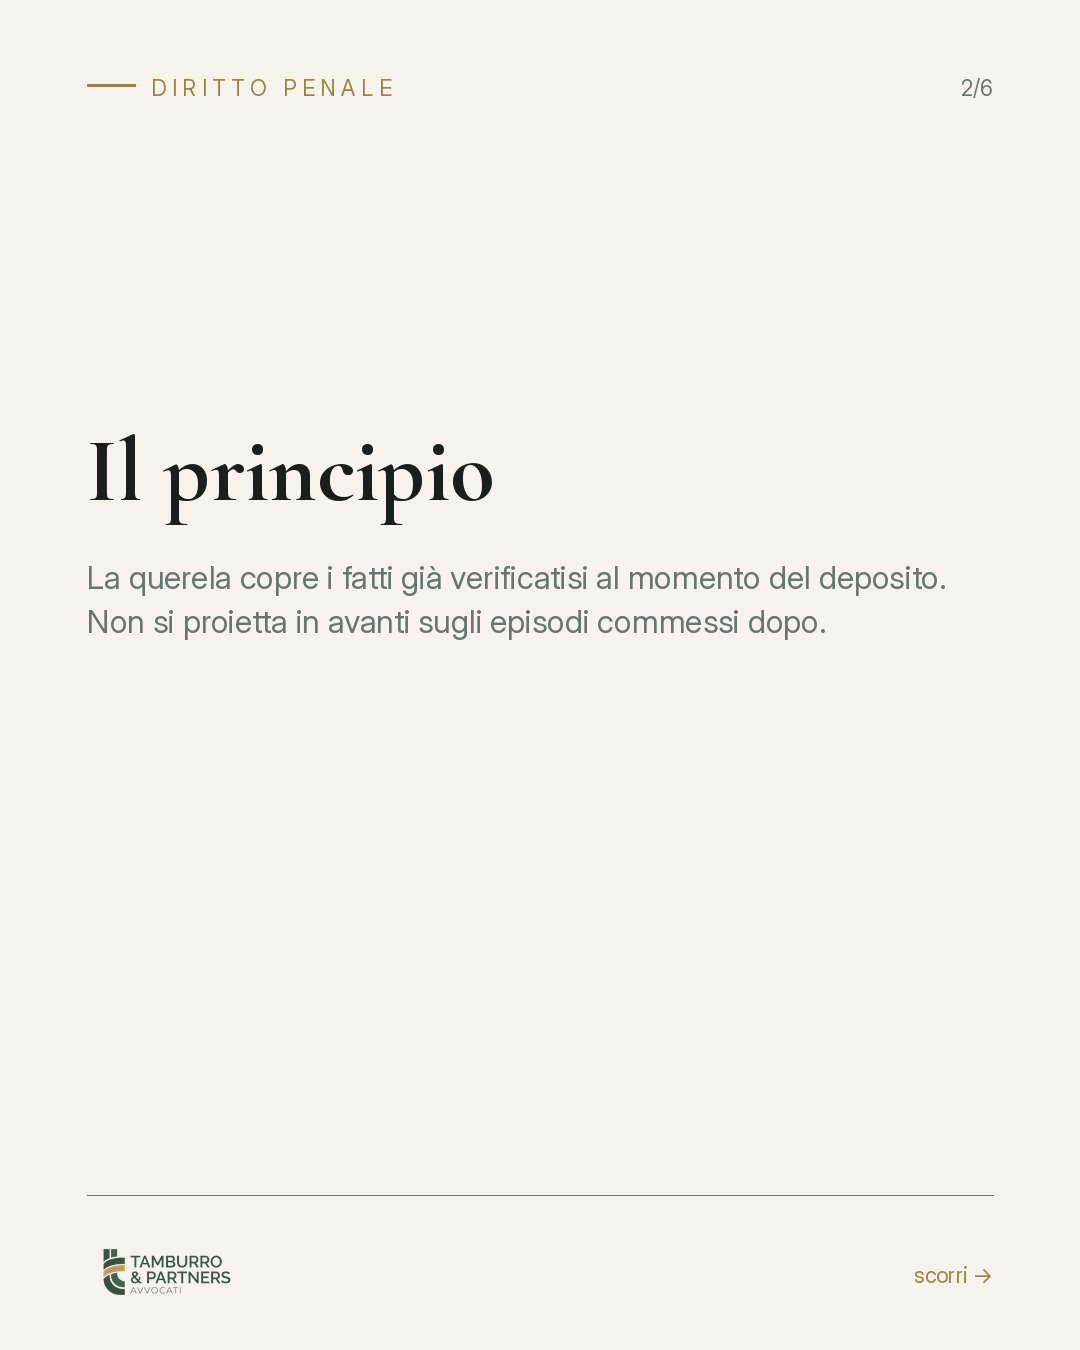 DIRITTO PENALE
2/6
Il principio
La querela copre i fatti già verificatisi al momento del deposito.
Non si proietta in avanti sugli episodi commessi dopo.
TAMBURRO
& PARTNERS
AVVOCATI
scorri →